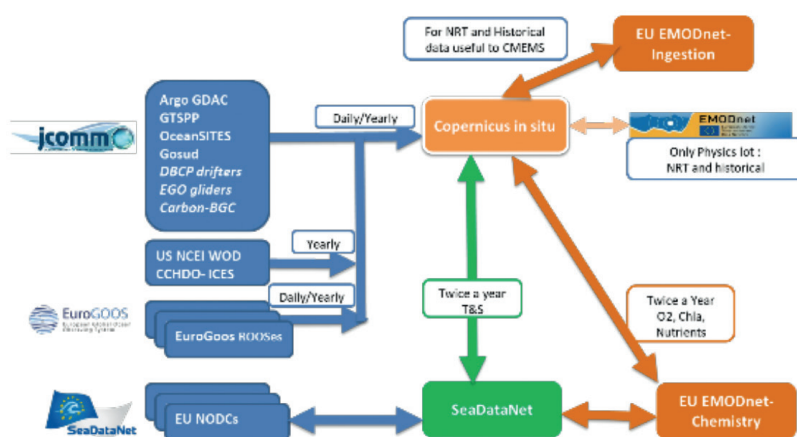 For NRT and Historical
data useful to CMEMS
EU EMODnet-
Ingestion
jcomm
Argo GDAC
GTSPP
OceanSITES
Gosud
DBCP drifters
EGO gliders
Carbon-BGC
Daily/Yearly
Copernicus in situ
EMODnet
Only Physics lot :
NRT and historical
US NCEI WOD
CCHDO- ICES
Yearly
Daily/Yearly
EuroGOOS
EuroGoos ROOSes
Twice a year
T&S
Twice a Year
O2, Chla,
Nutrients
SeaDataNet
EU NODCs
SeaDataNet
EU EMODnet-
Chemistry